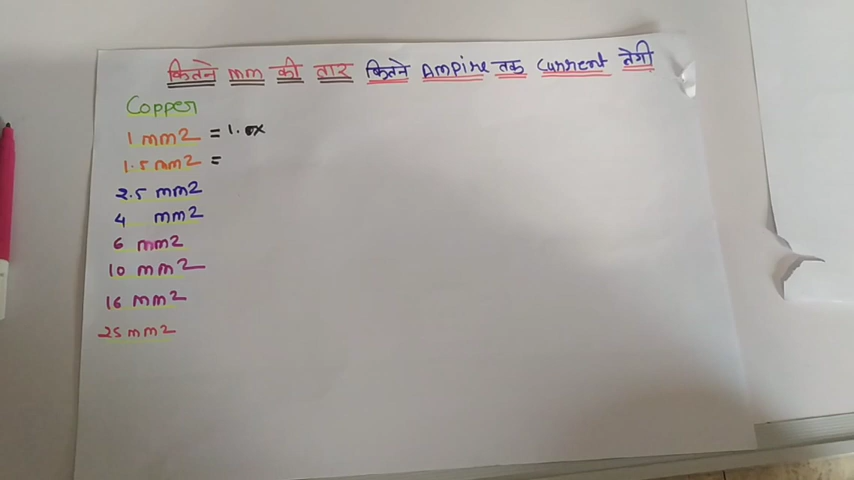 कितने mm की तार कितने Ampire तक Current लेगी
Copper
1 mm2 = 1.0x
1.5 mm2 =
2.5 mm2
4 mm2
6 mm2
10 mm2
16 mm2
25 mm2